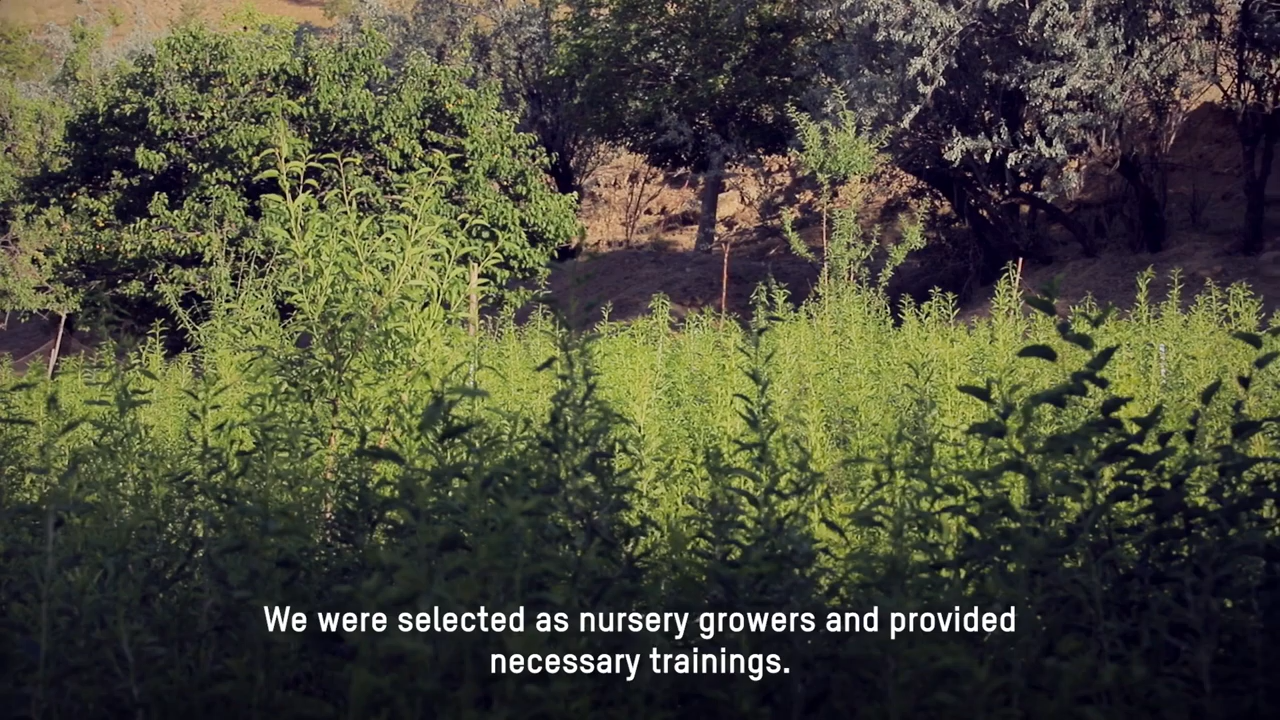 We were selected as nursery growers and provided
necessary trainings.